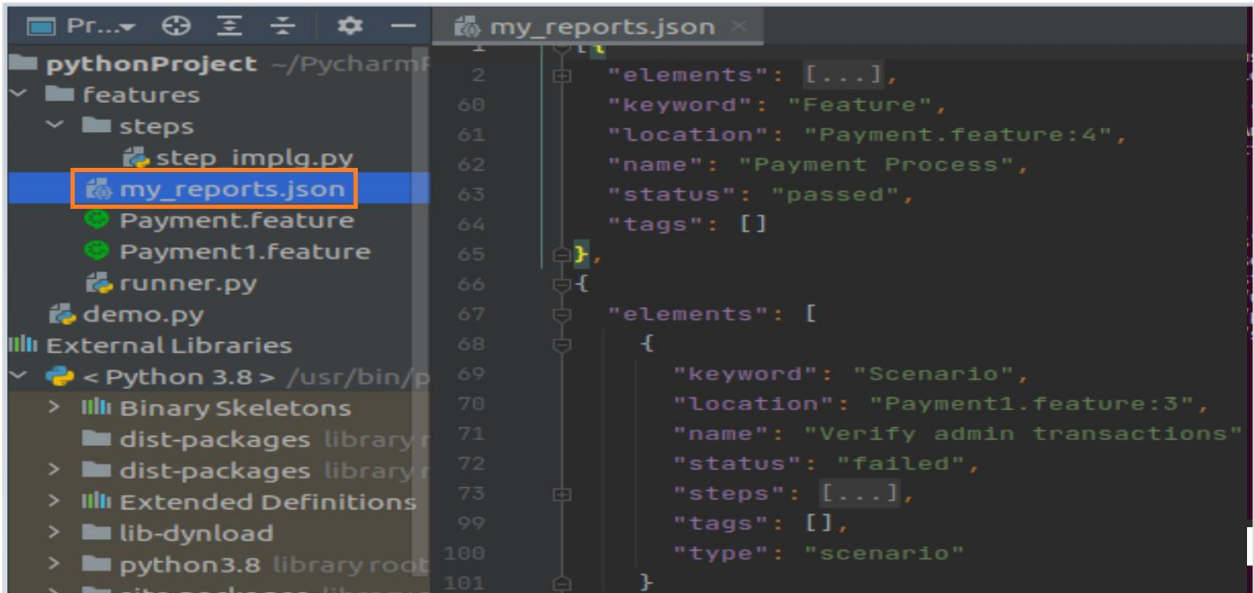 Pr...
pythonProject ~/Pycharm
features
steps
step_implg.py
my_reports.json
Payment.feature
Payment1.feature
runner.py
demo.py
External Libraries
< Python 3.8 > /usr/bin/p
Binary Skeletons
dist-packages library r
dist-packages library r
Extended Definitions
lib-dynload
python3.8 library root
my_reports.json
1 [{
2 "elements": [...],
60 "keyword": "Feature",
61 "location": "Payment.feature:4",
62 "name": "Payment Process",
63 "status": "passed",
64 "tags": []
65 },
66 {
67 "elements": [
68 {
69 "keyword": "Scenario",
70 "location": "Payment1.feature:3",
71 "name": "Verify admin transactions"
72 "status": "failed",
73 "steps": [...],
99 "tags": [],
100 "type": "scenario"
101 }